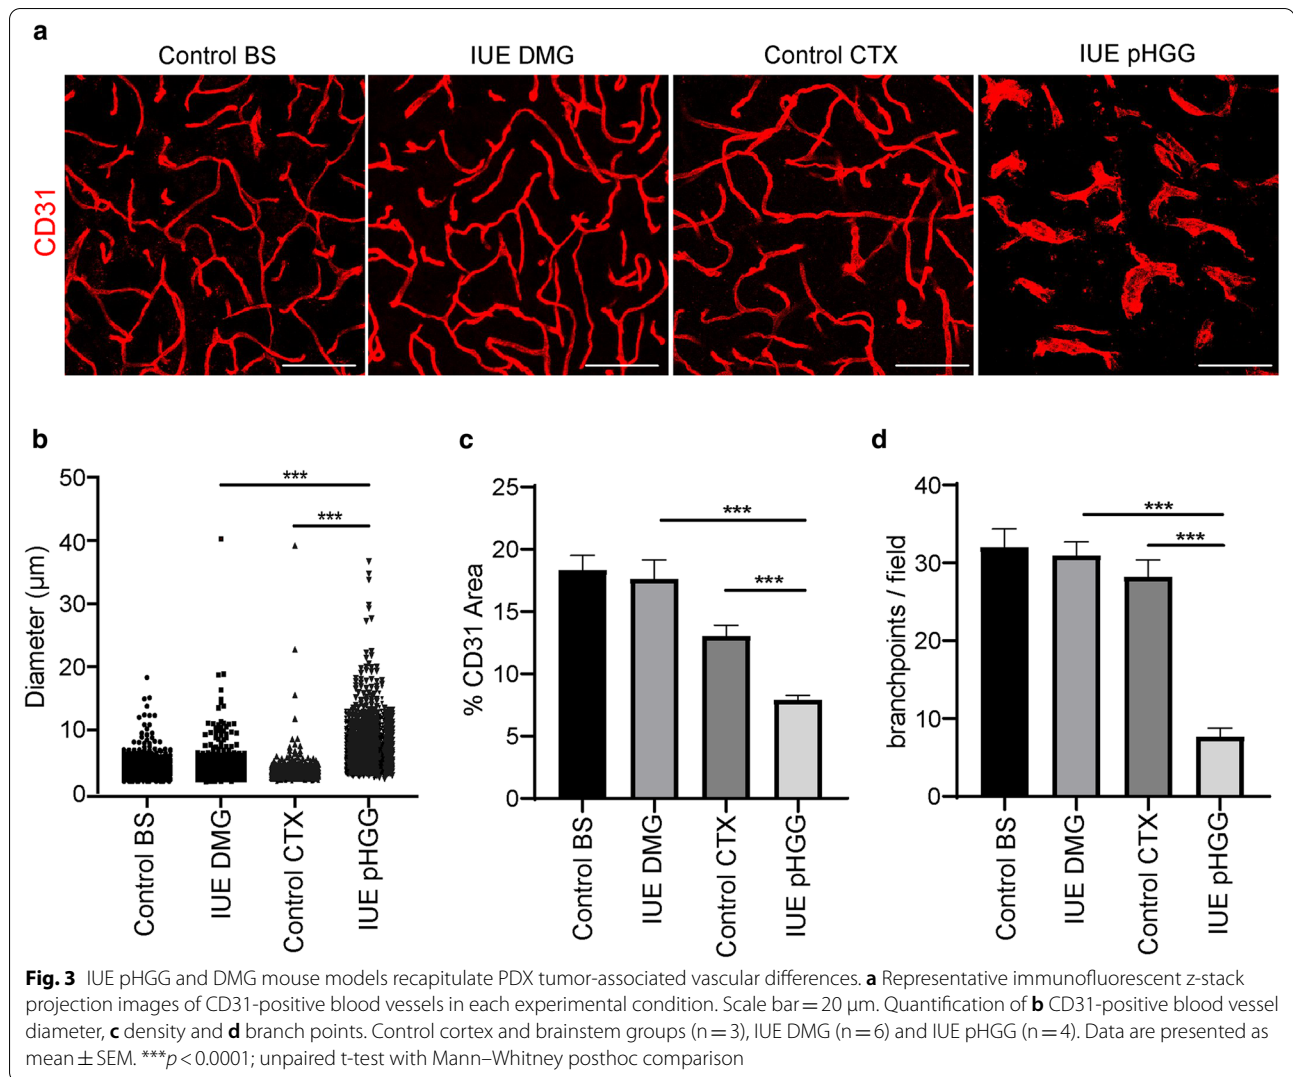 a
Control BS
IUE DMG
Control CTX
IUE pHGG
CD31
b
50
40
30
20
10
0
Diameter (µm)
***
***
Control BS
IUE DMG
Control CTX
IUE pHGG
c
25
20
15
10
5
0
% CD31 Area
***
***
Control BS
IUE DMG
Control CTX
IUE pHGG
d
40
30
20
10
0
branchpoints / field
***
***
Control BS
IUE DMG
Control CTX
IUE pHGG
Fig. 3 IUE pHGG and DMG mouse models recapitulate PDX tumor-associated vascular differences. a Representative immunofluorescent z-stack
projection images of CD31-positive blood vessels in each experimental condition. Scale bar = 20 µm. Quantification of b CD31-positive blood vessel
diameter, c density and d branch points. Control cortex and brainstem groups (n = 3), IUE DMG (n = 6) and IUE pHGG (n = 4). Data are presented as
mean ± SEM. ***p < 0.0001; unpaired t-test with Mann–Whitney posthoc comparison